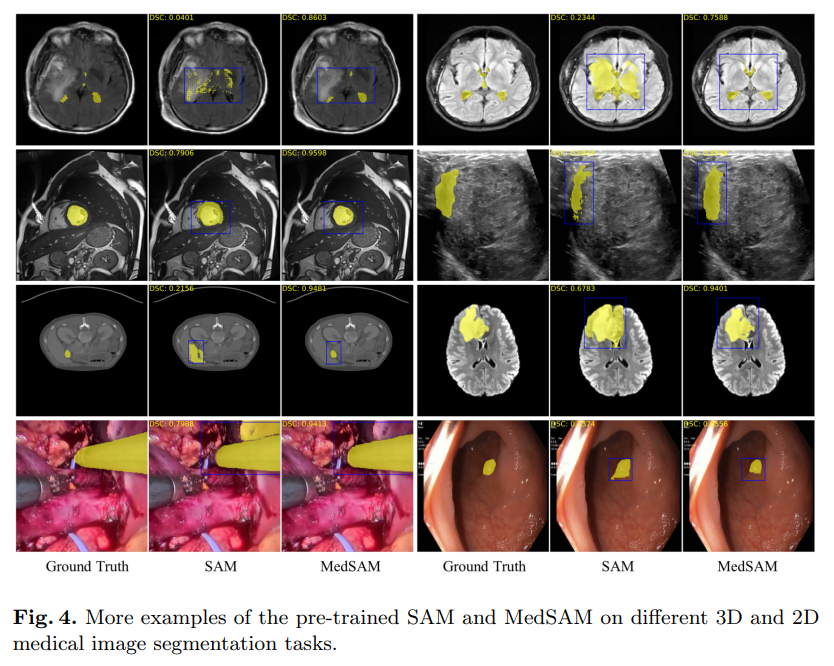 DSC: 0.0401 DSC: 0.8603 DSC: 0.2344 DSC: 0.7588
DSC: 0.7906 DSC: 0.9598
DSC: 0.2156 DSC: 0.9481 DSC: 0.6783 DSC: 0.9401
DSC: 0.7988 DSC: 0.9413 DSC:
Ground Truth SAM MedSAM Ground Truth SAM MedSAM
Fig. 4. More examples of the pre-trained SAM and MedSAM on different 3D and 2D
medical image segmentation tasks.